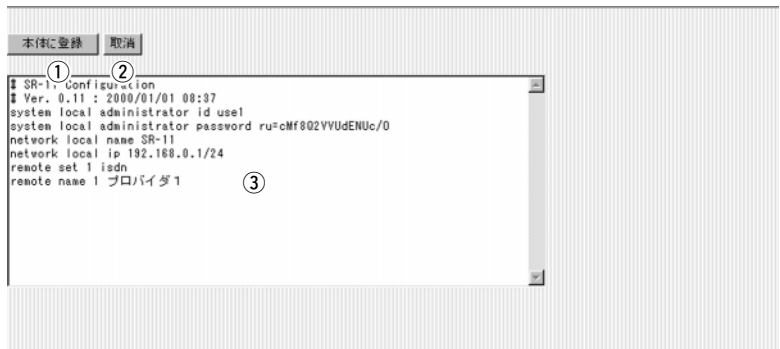 本体に登録 取消
① ②
# SR-11 Configuration
# Ver. 0.11 : 2000/01/01 08:37
system local administrator id use1
system local administrator password ru=cMf8Q2VYUdENUc/0
network local name SR-11
network local ip 192.168.0.1/24
remote set 1 isdn
remote name 1 プロバイダ1
③